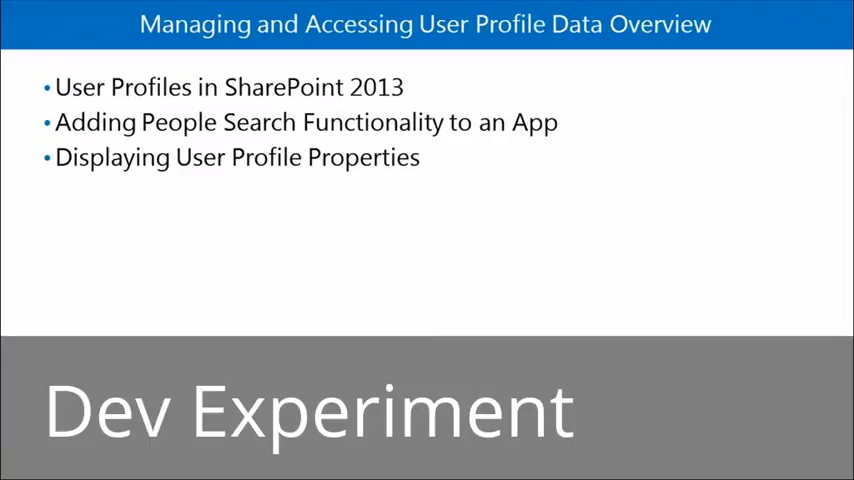 Managing and Accessing User Profile Data Overview
• User Profiles in SharePoint 2013
• Adding People Search Functionality to an App
• Displaying User Profile Properties
Dev Experiment